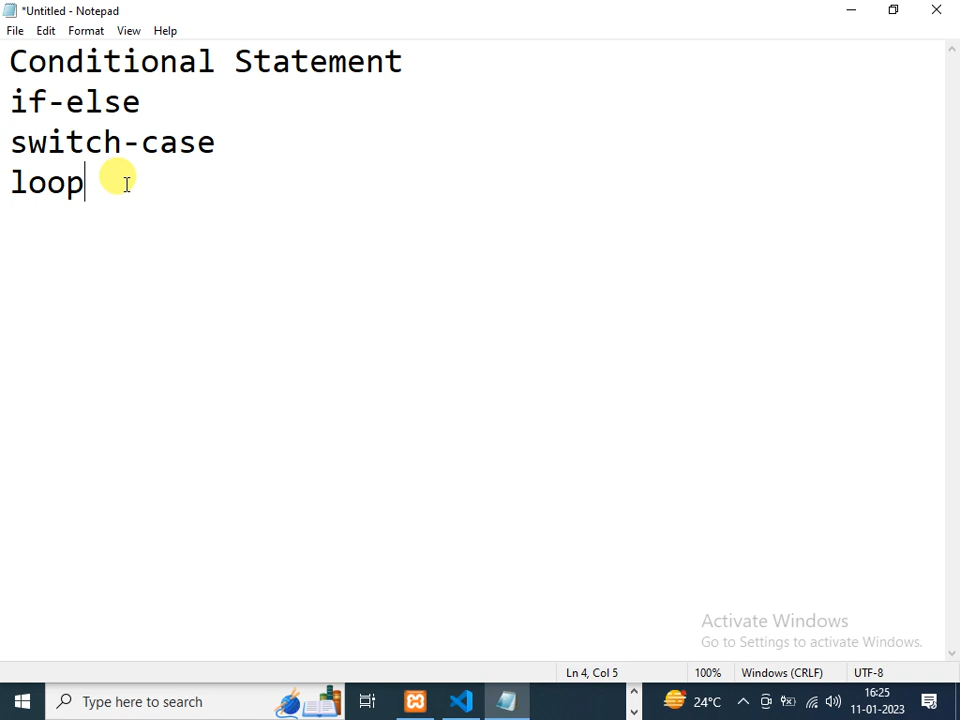 *Untitled - Notepad
File Edit Format View Help
Conditional Statement
if-else
switch-case
loop
Activate Windows
Go to Settings to activate Windows.
Ln 4, Col 5 100% Windows (CRLF) UTF-8
Type here to search 24°C 16:25
11-01-2023